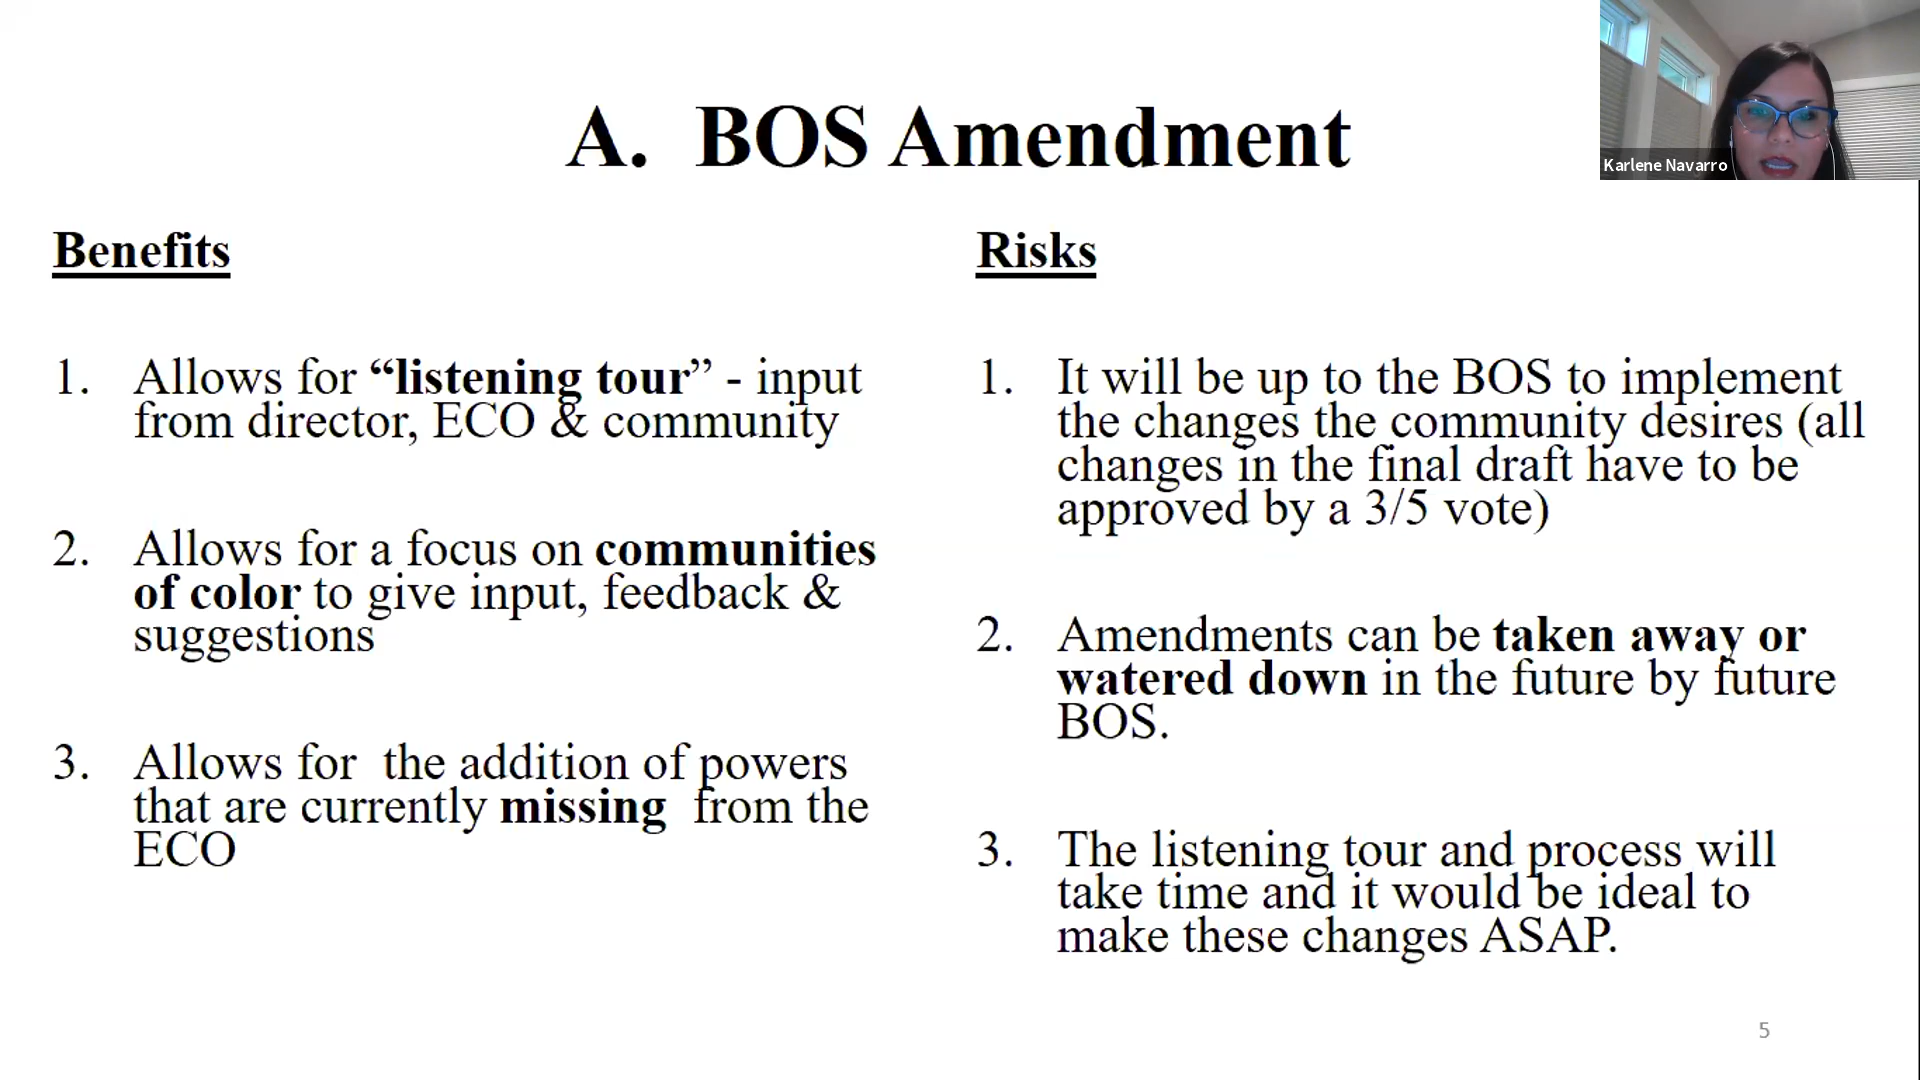 A. BOS Amendment
Karlene Navarro
Benefits
1. Allows for “listening tour” - input
from director, ECO & community
2. Allows for a focus on communities
of color to give input, feedback &
suggestions
3. Allows for the addition of powers
that are currently missing from the
ECO
Risks
1. It will be up to the BOS to implement
the changes the community desires (all
changes in the final draft have to be
approved by a 3/5 vote)
2. Amendments can be taken away or
watered down in the future by future
BOS.
3. The listening tour and process will
take time and it would be ideal to
make these changes ASAP.
5